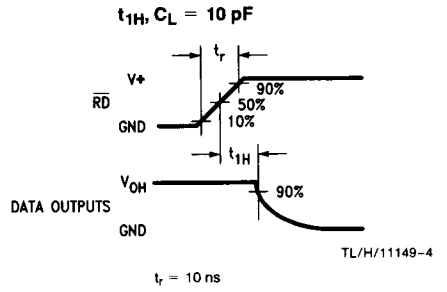 t1H, CL = 10 pF
tr
V+
90%
RD
50%
10%
GND
t1H
VOH
90%
DATA OUTPUTS
GND
TL/H/11149-4
tr = 10 ns